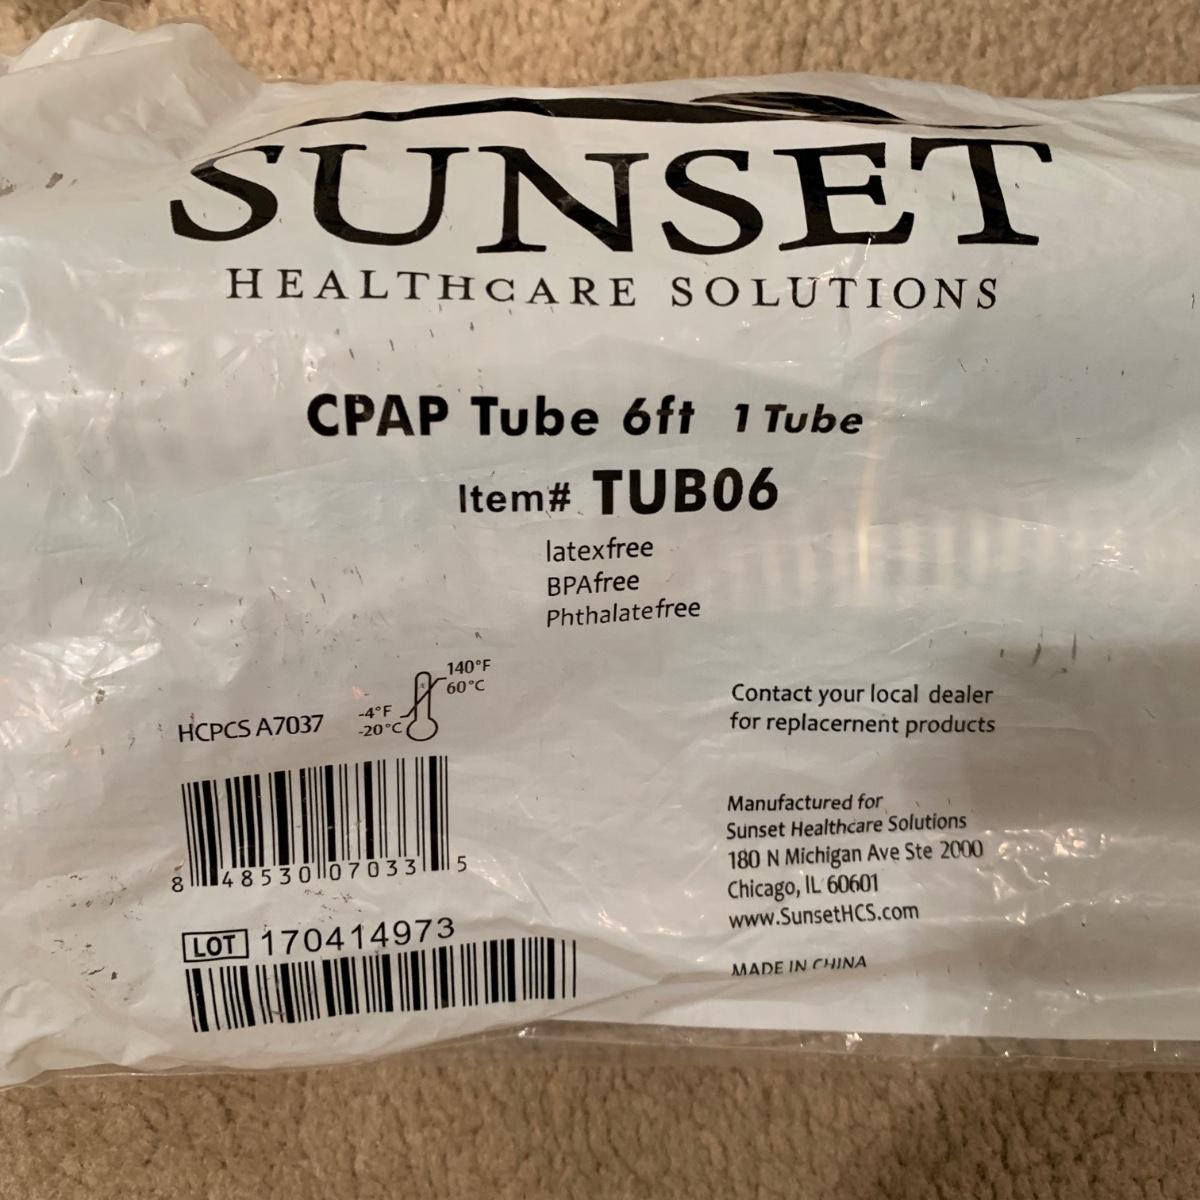 SUNSET
HEALTHCARE SOLUTIONS
CPAP Tube 6ft 1 Tube
Item# TUB06
latexfree
BPAfree
Phthalatefree
140°F
60°C
-4°F
-20°C
HCPCS A7037
8 48530 07033 5
LOT 170414973
Contact your local dealer
for replacement products
Manufactured for
Sunset Healthcare Solutions
180 N Michigan Ave Ste 2000
Chicago, IL 60601
www.SunsetHCS.com
MADE IN CHINA